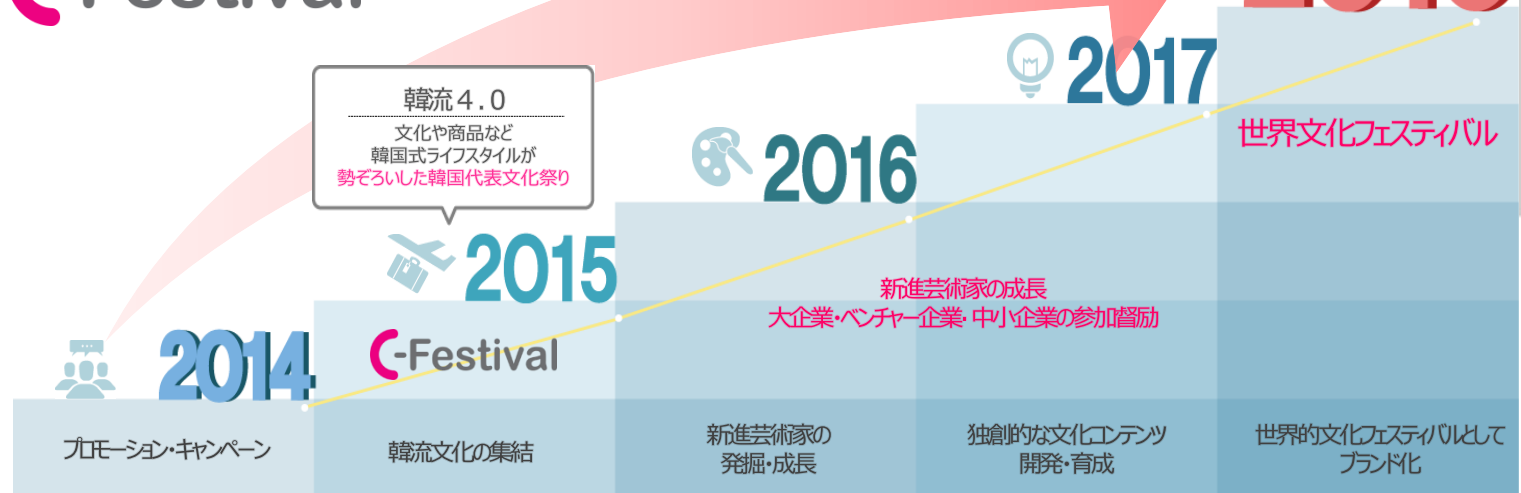 C-Festival
2017
韓流4.0
文化や商品など
韓国式ライフスタイルが
勢ぞろいした韓国代表文化祭り
世界文化フェスティバル
2016
2015
新進芸術家の成長
大企業・ベンチャー企業・中小企業の参加督励
2014
C-Festival
プロモーション・キャンペーン
韓流文化の集結
新進芸術家の
発掘・成長
独創的な文化コンテンツ
開発・育成
世界的文化フェスティバルとして
ブランド化